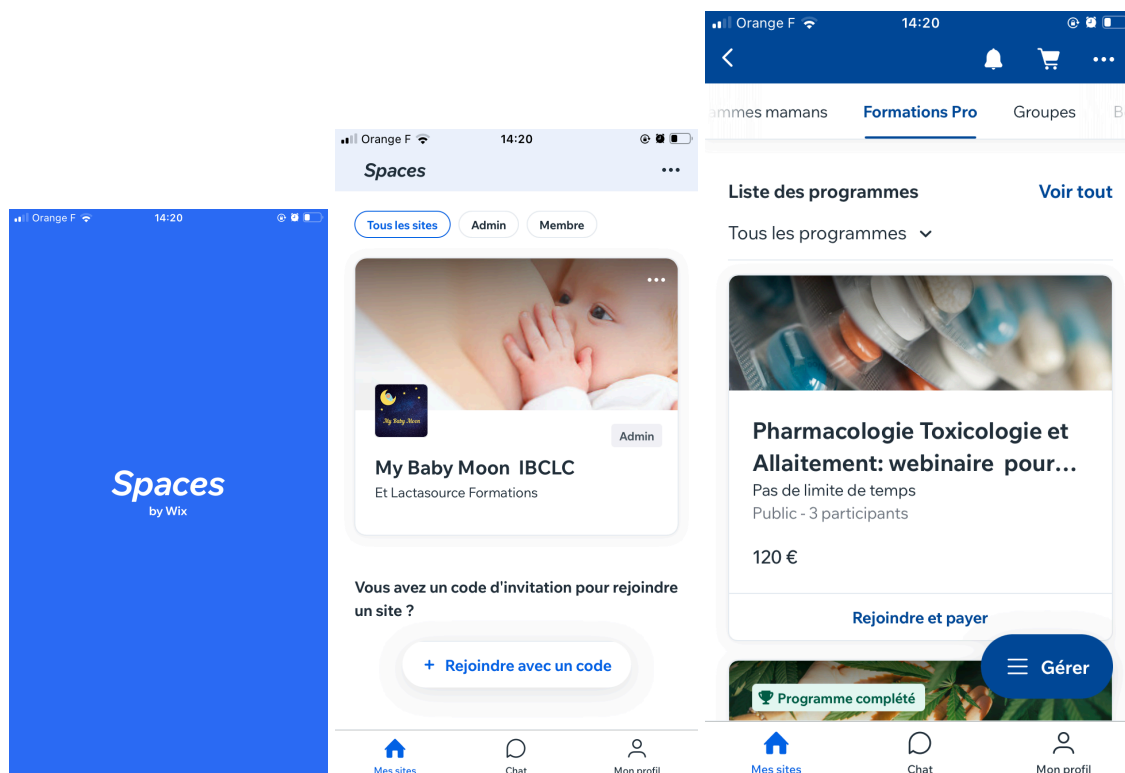 Orange F 14:20
Spaces
by Wix
Orange F 14:20
Spaces
Tous les sites Admin Membre
My Baby Moon
Admin
My Baby Moon IBCLC
Et Lactasource Formations
Vous avez un code d'invitation pour rejoindre
un site ?
+ Rejoindre avec un code
Mes sites Chat Mon profil
Orange F 14:20
mmes mamans Formations Pro Groupes B
Liste des programmes Voir tout
Tous les programmes
Pharmacologie Toxicologie et
Allaitement: webinaire pour...
Pas de limite de temps
Public - 3 participants
120 €
Rejoindre et payer
Gérer
Programme complété
Mes sites Chat Mon profil